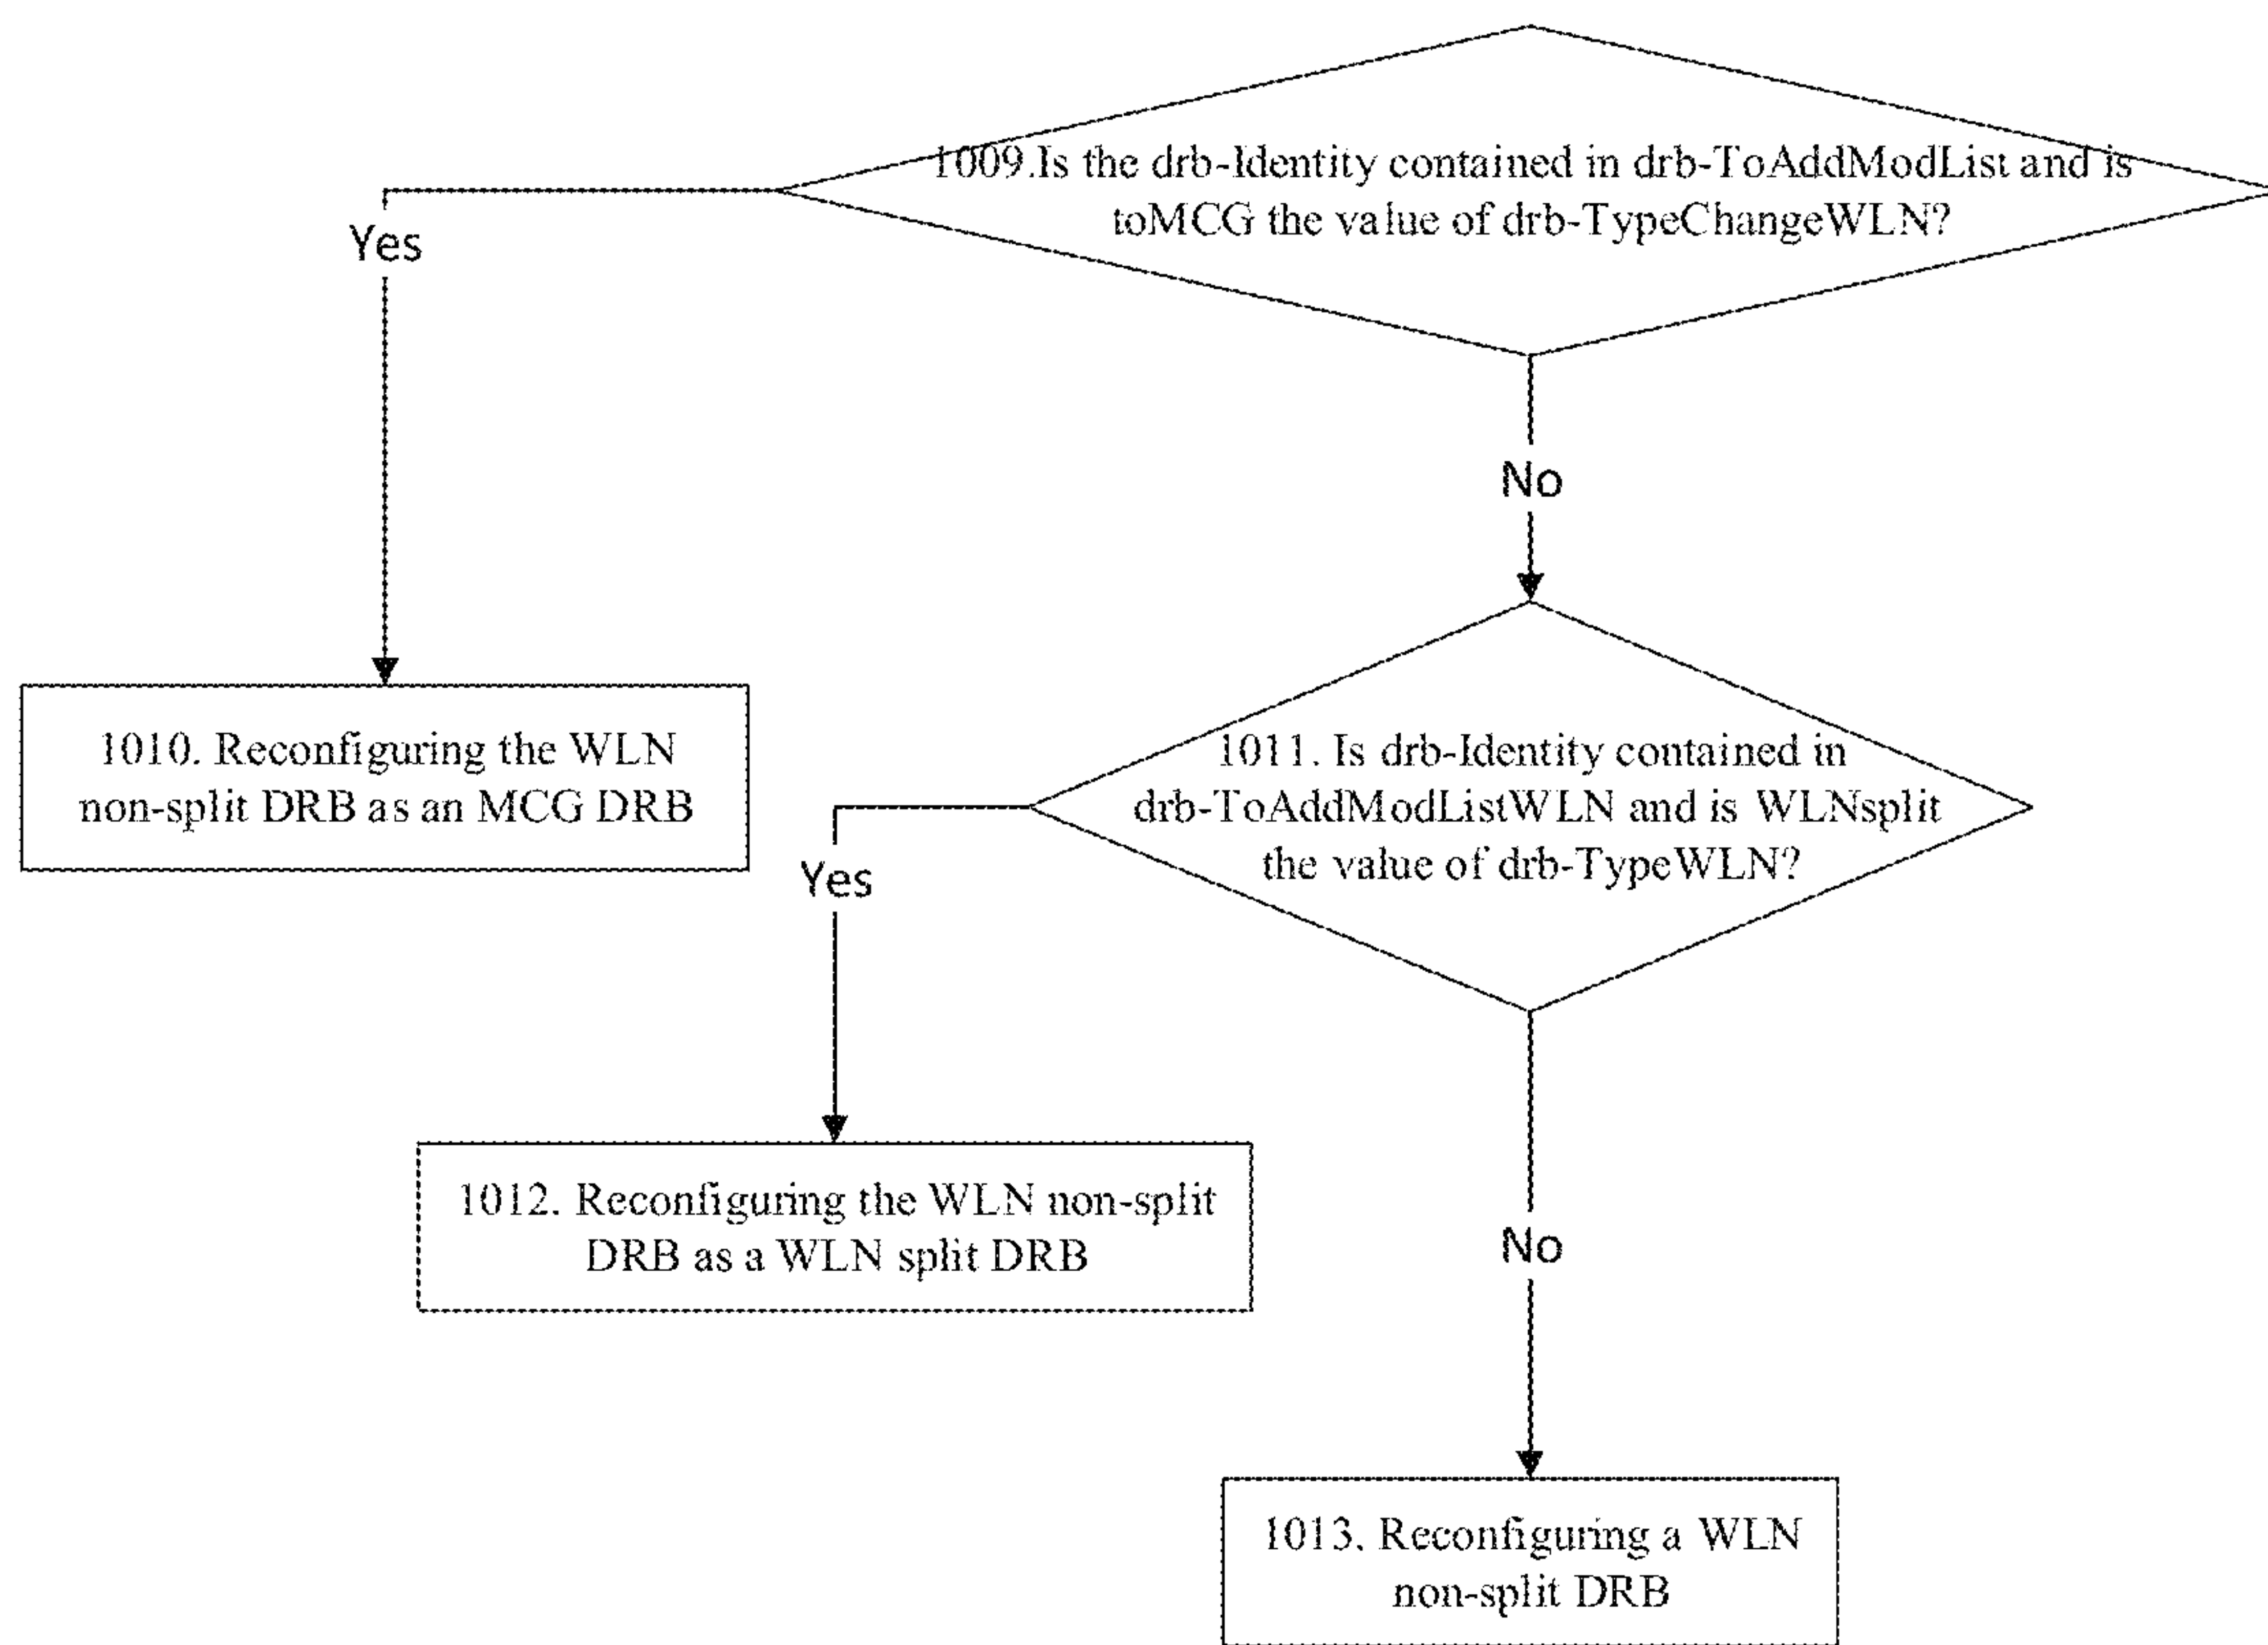 1009.Is the drb-Identity contained in drb-ToAddModList and is
toMCG the value of drb-TypeChangeWLN?
Yes
No
1010. Reconfiguring the WLN
non-split DRB as an MCG DRB
1011. Is drb-Identity contained in
drb-ToAddModListWLN and is WLNsplit
the value of drb-TypeWLN?
Yes
1012. Reconfiguring the WLN non-split
DRB as a WLN split DRB
No
1013. Reconfiguring a WLN
non-split DRB